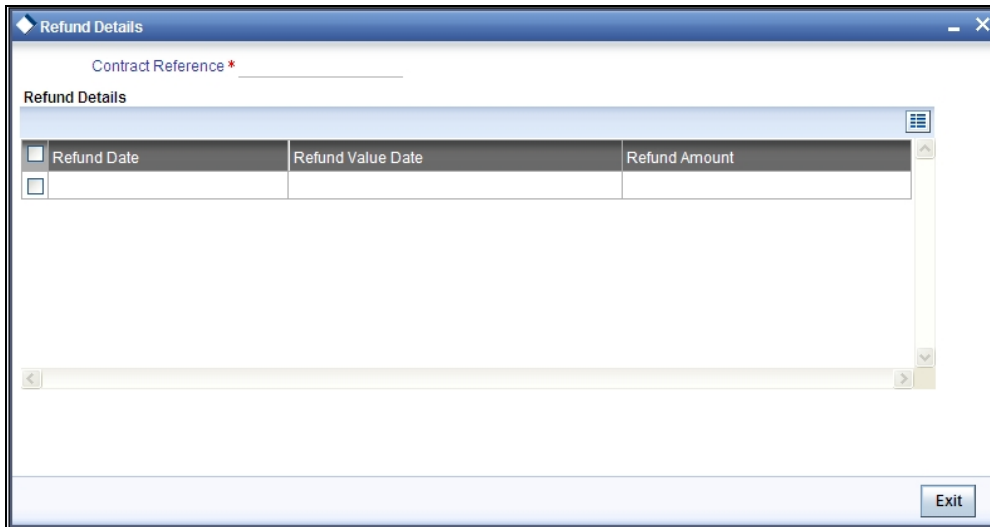 Refund Details
Contract Reference *
Refund Details
Refund Date Refund Value Date Refund Amount
Exit